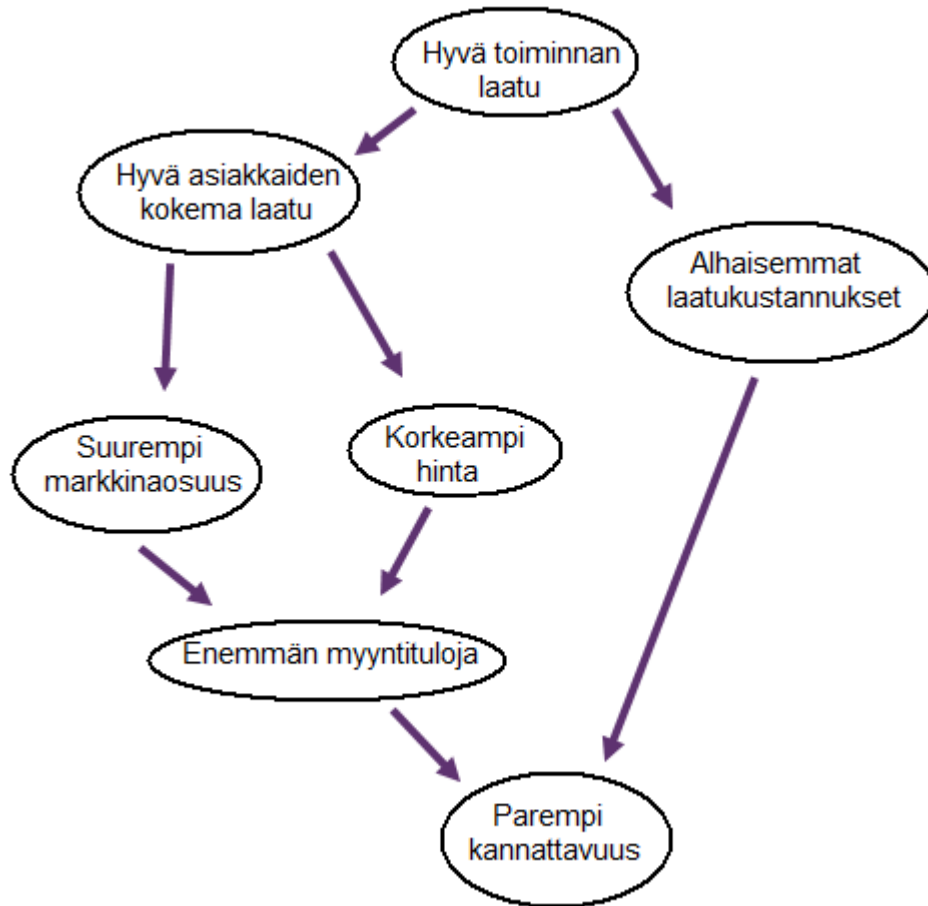 Hyvä toiminnan
laatu
Hyvä asiakkaiden
kokema laatu
Alhaisemmat
laatukustannukset
Suurempi
markkinaosuus
Korkeampi
hinta
Enemmän myyntituloja
Parempi
kannattavuus